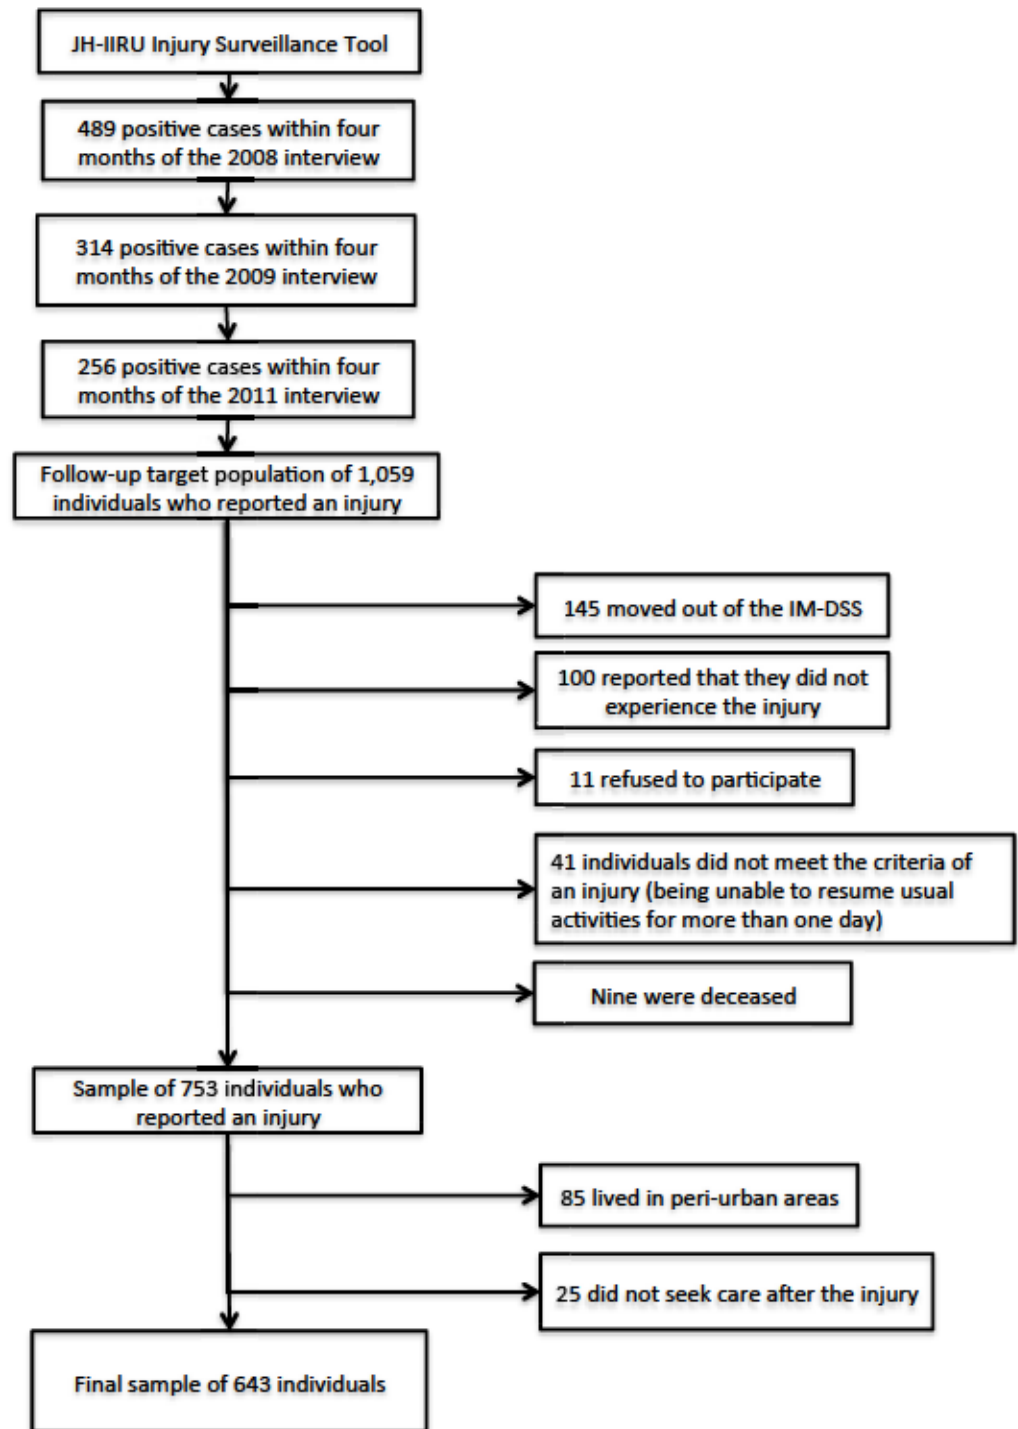 JH-IIRU Injury Surveillance Tool
489 positive cases within four
months of the 2008 interview
314 positive cases within four
months of the 2009 interview
256 positive cases within four
months of the 2011 interview
Follow-up target population of 1,059
individuals who reported an injury
145 moved out of the IM-DSS
100 reported that they did not
experience the injury
11 refused to participate
41 individuals did not meet the criteria of
an injury (being unable to resume usual
activities for more than one day)
Nine were deceased
Sample of 753 individuals who
reported an injury
85 lived in peri-urban areas
25 did not seek care after the injury
Final sample of 643 individuals